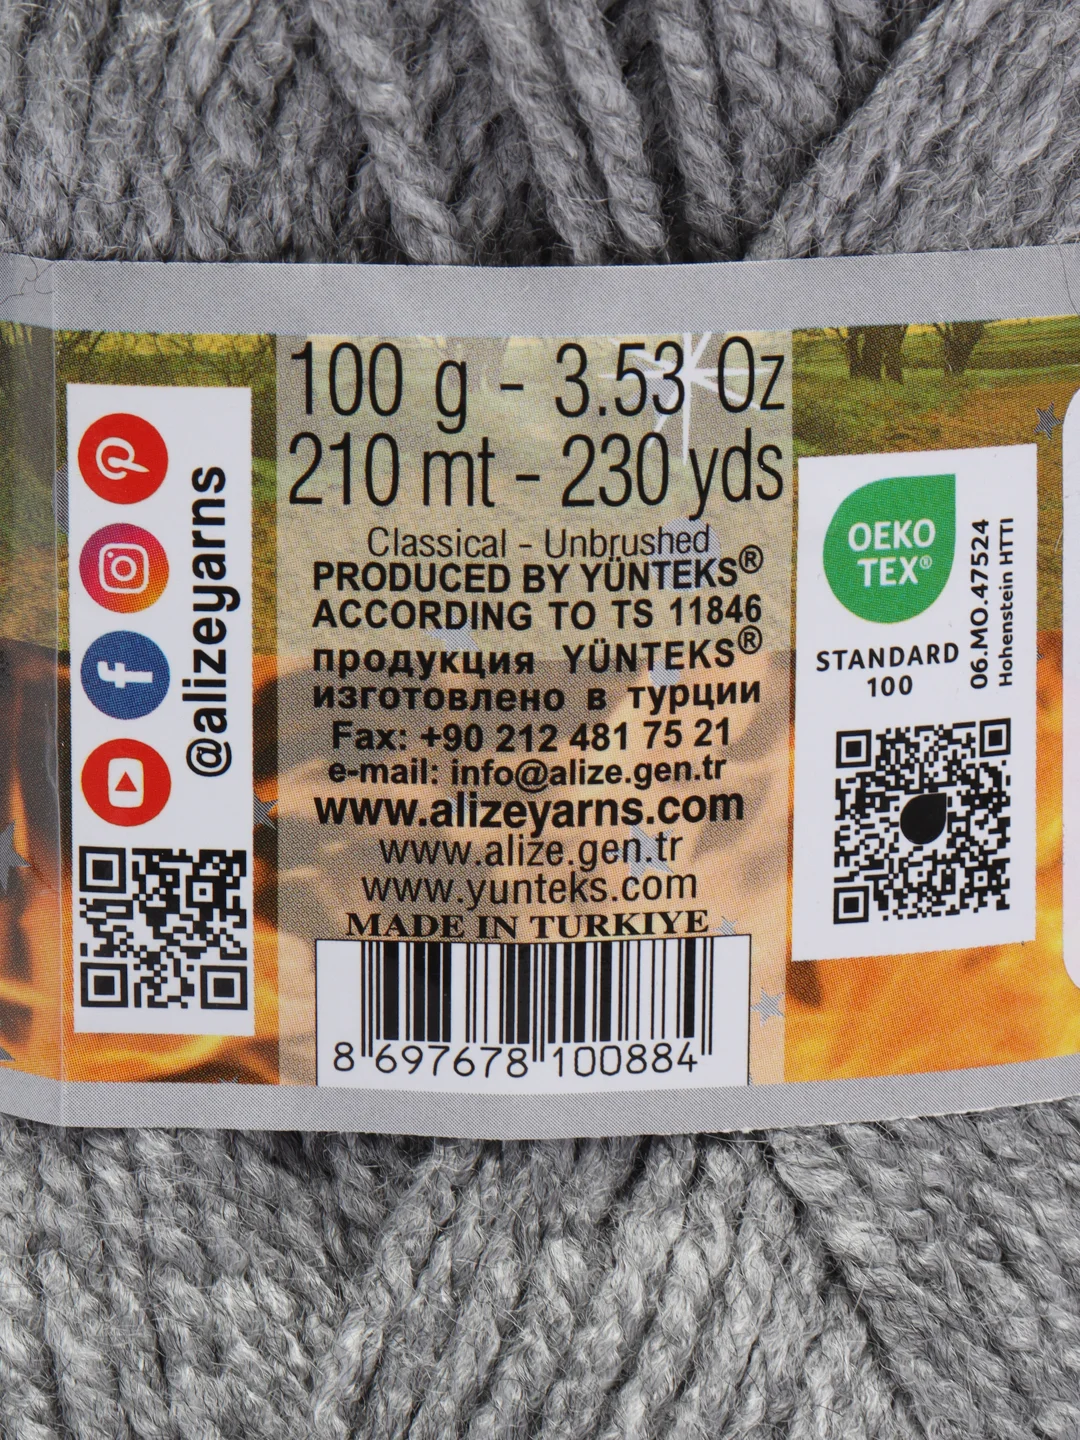 @alizeyarns
100 g - 3.53 Oz
210 mt - 230 yds
Classical - Unbrushed
PRODUCED BY YÜNTEKS®
ACCORDING TO TS 11846
продукция YÜNTEKS®
изготовлено в турции
Fax: +90 212 481 75 21
e-mail: info@alize.gen.tr
www.alizeyarns.com
www.alize.gen.tr
www.yunteks.com
MADE IN TURKIYE
8 697678 100884
OEKO
TEX®
STANDARD
100
06.MO.47524
Hohenstein HTTI